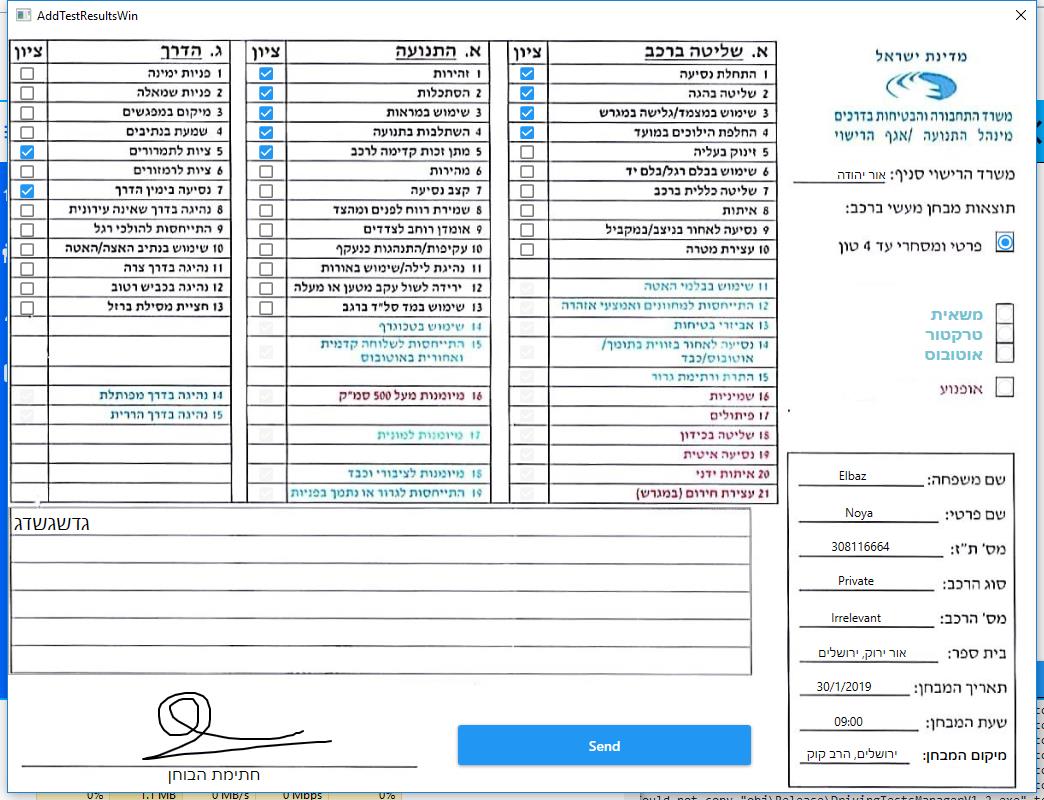 AddTestResultsWin
מדינת ישראל
משרד התחבורה והבטיחות בדרכים
מינהל התנועה /אגף הרישוי
משרד הרישוי סניף: אור יהודה
תוצאות מבחן מעשי ברכב:
פרטי ומסחרי עד 4 טון
משאית
טרקטור
אוטובוס
אופנוע
א. שליטה ברכב ציון
1 התחלת נסיעה
2 שליטה בהגה
3 שימוש במצמד/גלישה במגרש
4 החלפת הילוכים במועד
5 זינוק בעליה
6 שימוש בבלם רגל/בלם יד
7 שליטה כללית ברכב
8 איתות
9 נסיעה לאחור בניצב/במקביל
10 עצירת מטרה
11 שימוש בבלמי האטה
12 התייחסות למחוונים ואמצעי אזהרה
13 אביזרי בטיחות
14 נסיעה לאחור בזווית בתומך/
אוטובוס/כבד
15 התרת ורתימת גרור
16 שמיניות
17 פיתולים
18 שליטה בכידון
19 נסיעה איטית
20 איתות ידני
21 עצירת חירום (במגרש)
א. התנועה ציון
1 זהירות
2 הסתכלות
3 שימוש במראות
4 השתלבות בתנועה
5 מתן זכות קדימה לרכב
6 מהירות
7 קצב נסיעה
8 שמירת רווח לפנים ומהצד
9 אומדן רוחב לצדדים
10 עקיפות/התנהגות כנעקף
11 נהיגת לילה/שימוש באורות
12 ירידה לשול עקב מטען או מעלה
13 שימוש במד סל"ד ברגב
14 שימוש בטכוגרף
15 התייחסות לשלוחה קדמית
ואחורית באוטובוס
16 מיומנות מעל 500 סמ"ק
17 מיומנות למונית
18 מיומנות לציבורי וכבד
19 התייחסות לגרור או נתמך בפניות
ג. הדרך ציון
1 פניות ימינה
2 פניות שמאלה
3 מיקום במפגשים
4 שמעת בנתיבים
5 ציות לתמרורים
6 ציות לרמזורים
7 נסיעה בימין הדרך
8 נהיגה בדרך שאינה עירונית
9 התייחסות להולכי רגל
10 שימוש בנתיב האצה/האטה
11 נהיגה בדרך צרה
12 נהיגה בכביש רטוב
13 חציית מסילת ברזל
14 נהיגה בדרך מפותלת
15 נהיגה בדרך הררית
גדשגשדג
שם משפחה: Elbaz
שם פרטי: Noya
מס' ת"ז: 308116664
סוג הרכב: Private
מס' הרכב: Irrelevant
בית ספר: אור ירוק, ירושלים
תאריך המבחן: 30/1/2019
שעת המבחן: 09:00
מיקום המבחן: ירושלים, הרב קוק
Send
חתימת הבוחן
0% 1.1 MB 0 MB/s 0 Mbps 0%